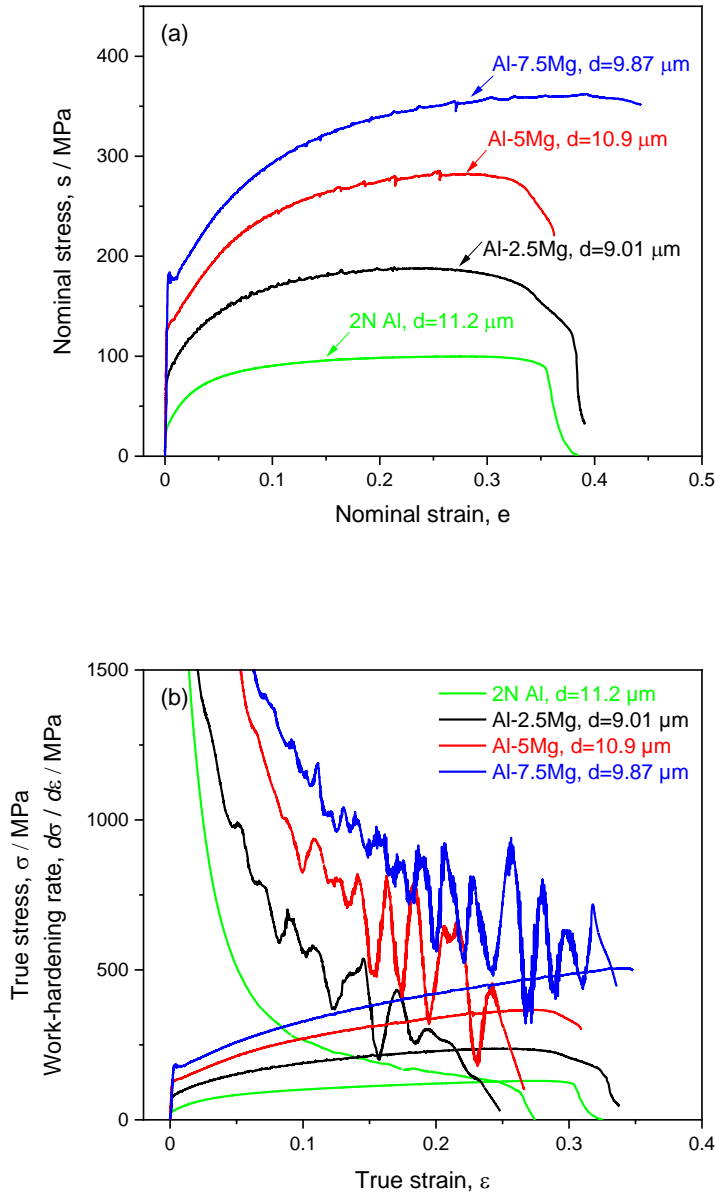 (a)
400
300
200
100
0
Nominal stress, s / MPa
Al-7.5Mg, d=9.87 μm
Al-5Mg, d=10.9 μm
Al-2.5Mg, d=9.01 μm
2N Al, d=11.2 μm
0 0.1 0.2 0.3 0.4 0.5
Nominal strain, e
(b)
1500
1000
500
0
True stress, σ / MPa
Work-hardening rate, dσ / dε / MPa
2N Al, d=11.2 μm
Al-2.5Mg, d=9.01 μm
Al-5Mg, d=10.9 μm
Al-7.5Mg, d=9.87 μm
0 0.1 0.2 0.3 0.4
True strain, ε